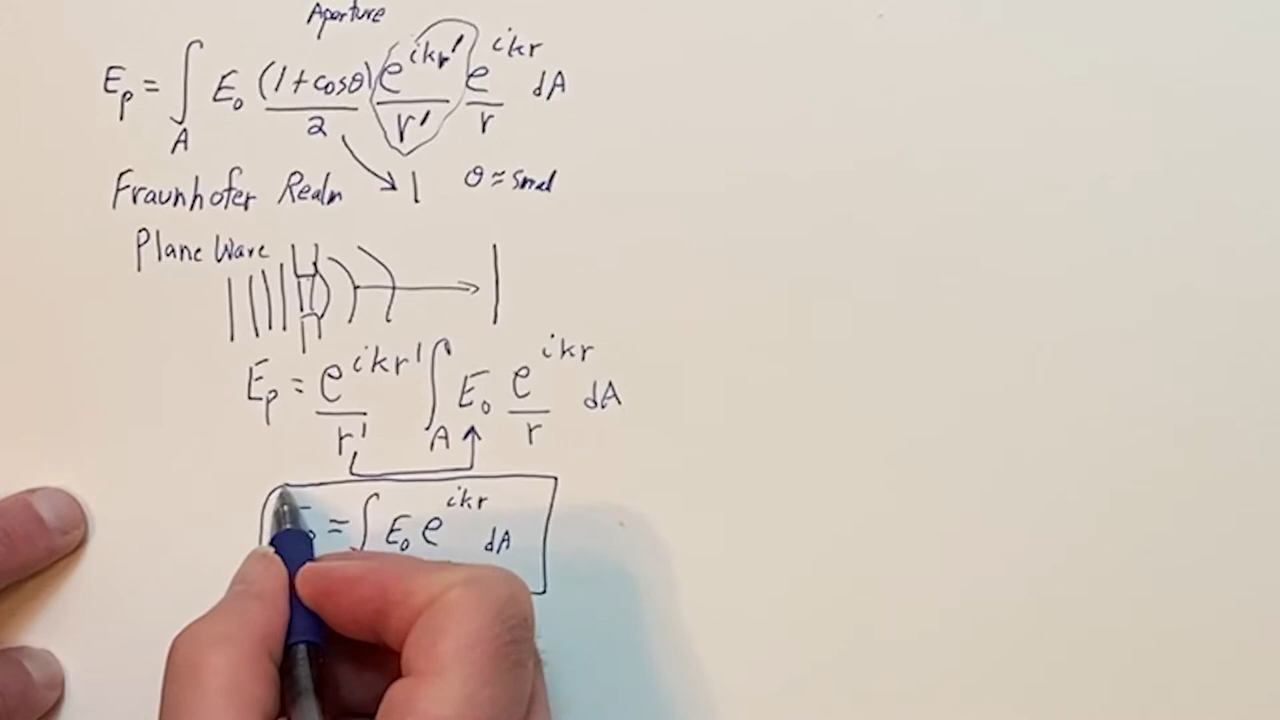 Aperture
E_p = ∫_A E_0 (1+cosθ)/2 e^{ikr'}/r' e^{ikr}/r dA
Fraunhofer Realm → 1 θ ≈ small
Plane Wave
E_p = e^{ikr'}/r' ∫_A E_0 e^{ikr}/r dA
≈ ∫ E_0 e^{ikr} dA